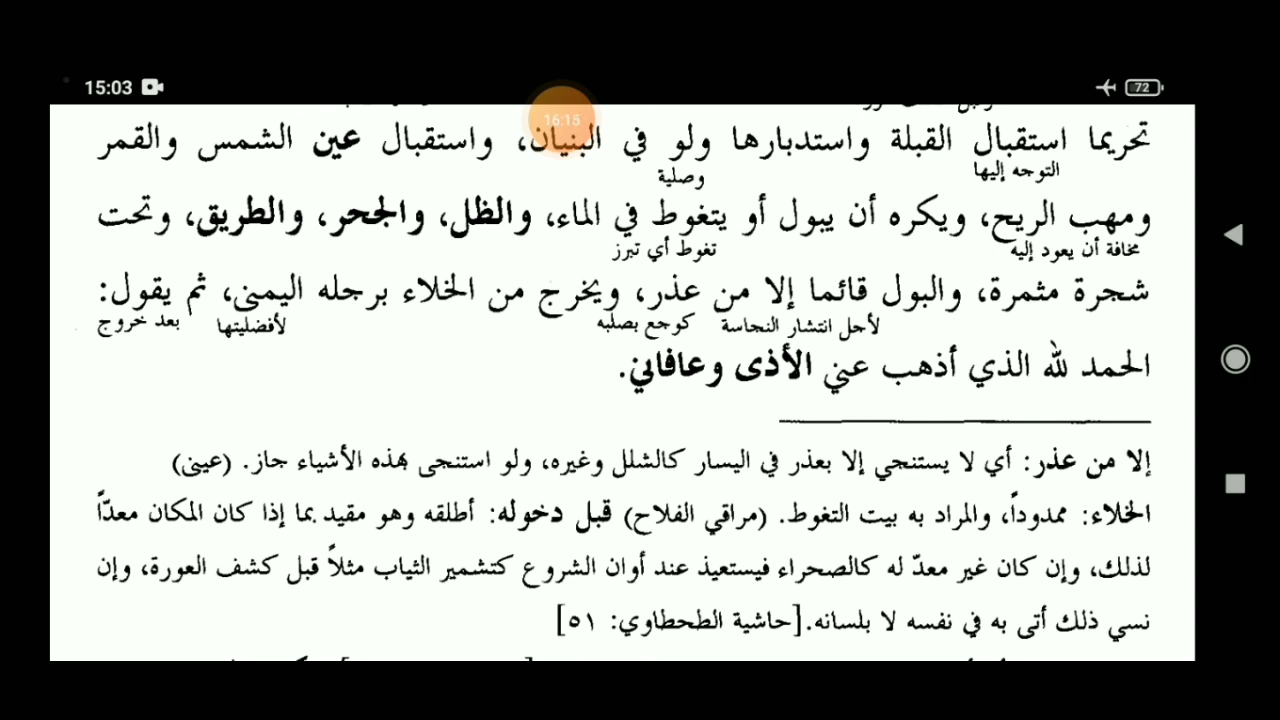 15:03
72
16:15
تحريما استقبال القبلة واستدبارها ولو في البنيان، واستقبال عين الشمس والقمر
التوجه إليها وصلية
ومهب الريح، ويكره أن يبول أو يتغوط في الماء، والظل، والجحر، والطريق، وتحت
مخافة أن يعود إليه تغوط أي تبرز
شجرة مثمرة، والبول قائما إلا من عذر، ويخرج من الخلاء برجله اليمنى، ثم يقول:
لأجل انتشار النجاسة كوجع بصلبه لأفضليتها بعد خروج
الحمد لله الذي أذهب عني الأذى وعافاني.
إلا من عذر: أي لا يستنجي إلا بعذر في اليسار كالشلل وغيره، ولو استنجى بهذه الأشياء جاز. (عينى)
الخلاء: ممدوداً، والمراد به بيت التغوط. (مراقي الفلاح) قبل دخوله: أطلقه وهو مقيد بما إذا كان المكان معدّاً
لذلك، وإن كان غير معدّ له كالصحراء فيستعيذ عند أوان الشروع كتشمير الثياب مثلاً قبل كشف العورة، وإن
نسي ذلك أتى به في نفسه لا بلسانه.[حاشية الطحطاوي: ٥١]